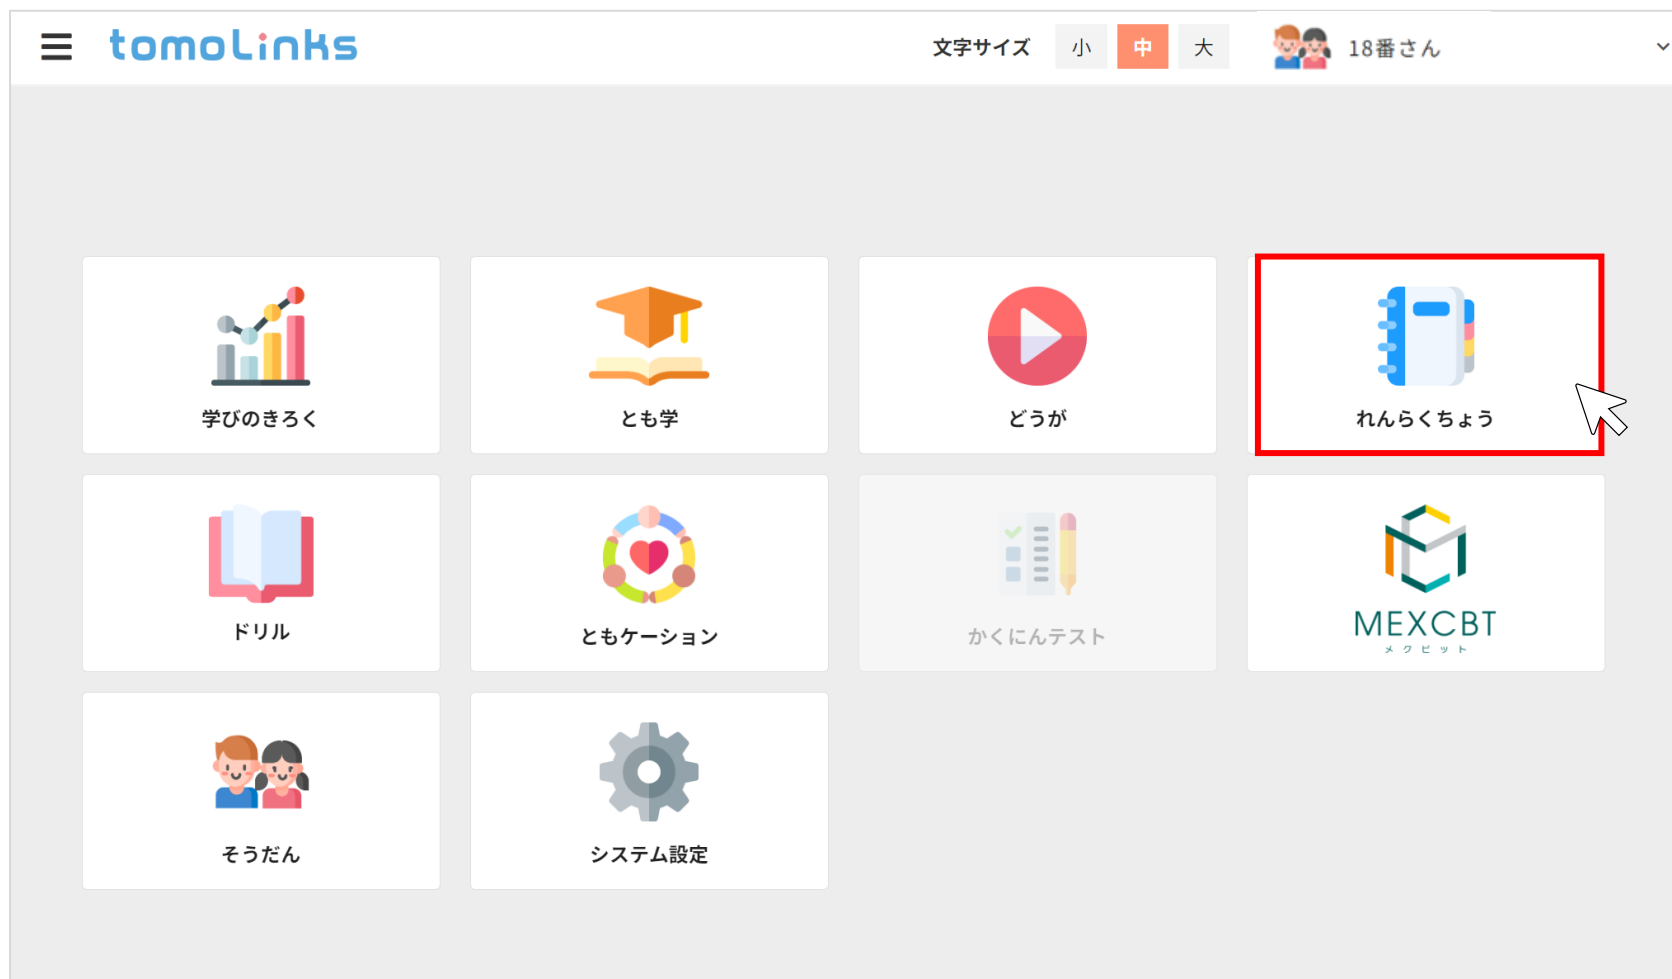 tomoLinks
文字サイズ 小 中 大 18番さん
学びのきろく
とも学
どうが
れんらくちょう
ドリル
ともケーション
かくにんテスト
MEXCBT
メクビット
そうだん
システム設定